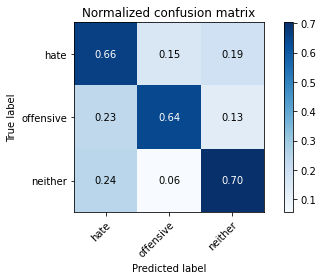 Normalized confusion matrix
True label
hate
0.66 0.15 0.19
offensive
0.23 0.64 0.13
neither
0.24 0.06 0.70
hate
offensive
neither
Predicted label
0.7
0.6
0.5
0.4
0.3
0.2
0.1